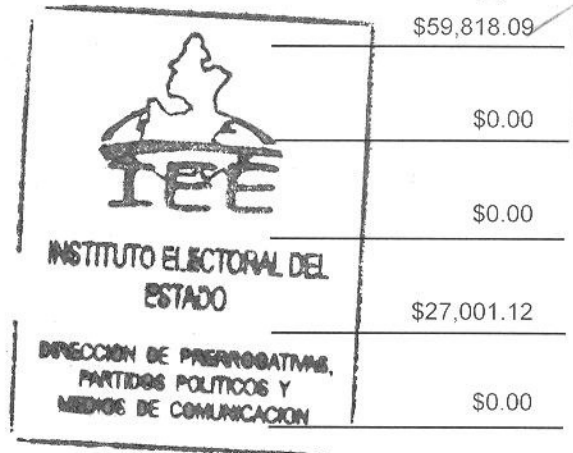 $59,818.09
$0.00
IEE
$0.00
INSTITUTO ELECTORAL DEL
ESTADO
$27,001.12
DIRECCIÓN DE PRERROGATIVAS,
PARTIDOS POLITICOS Y
MEDIOS DE COMUNICACION
$0.00